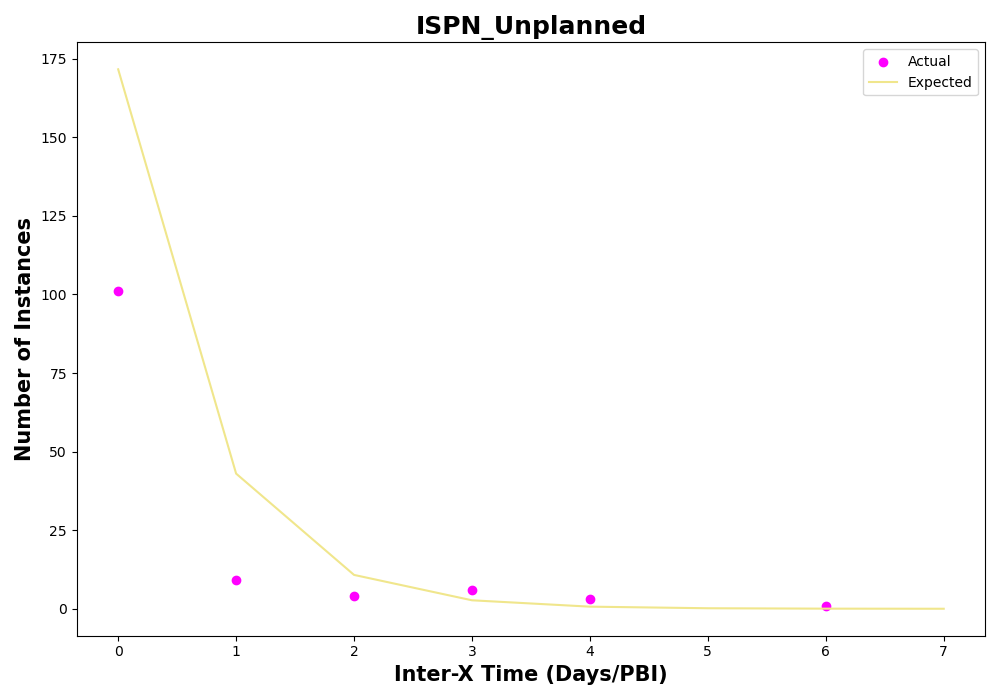 ISPN_Unplanned
Actual
Expected
175
150
125
100
75
50
25
0
Number of Instances
0 1 2 3 4 5 6 7
Inter-X Time (Days/PBI)